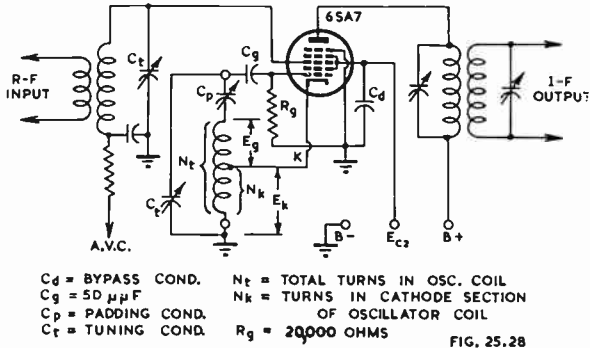 6SA7
R-F
INPUT
Ct
Cg
Cp
Rg
Cd
I-F
OUTPUT
Eg
Nt
Nk
K
Ek
Ct
A.V.C.
B-
EC2
B+
Cd = BYPASS COND.
Cg = 50 μμF
Cp = PADDING COND.
Ct = TUNING COND.
Nt = TOTAL TURNS IN OSC. COIL
Nk = TURNS IN CATHODE SECTION
OF OSCILLATOR COIL
Rg = 20,000 OHMS
FIG. 25.28